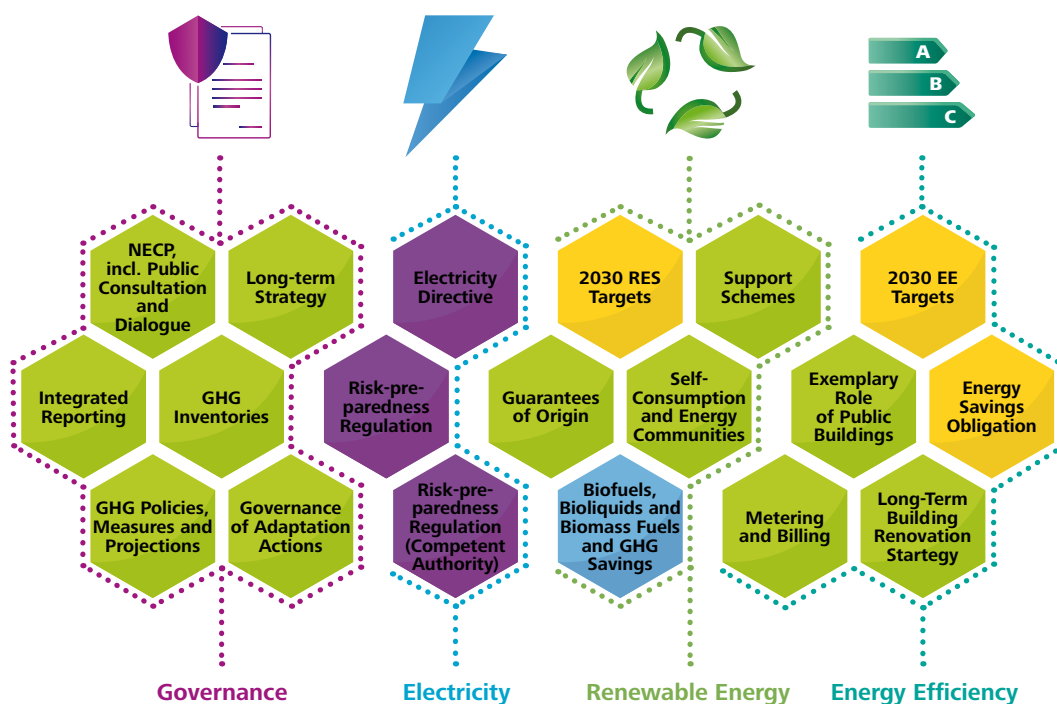 A
B
C
NECP,
incl. Public
Consultation
and
Dialogue
Long-term
Strategy
Electricity
Directive
2030 RES
Targets
Support
Schemes
2030 EE
Targets
Integrated
Reporting
GHG
Inventories
Risk-pre-
paredness
Regulation
Guarantees
of Origin
Self-
Consumption
and Energy
Communities
Exemplary
Role
of Public
Buildings
Energy
Savings
Obligation
GHG Policies,
Measures and
Projections
Governance
of Adaptation
Actions
Risk-pre-
paredness
Regulation
(Competent
Authority)
Biofuels,
Bioliquids and
Biomass Fuels
and GHG
Savings
Metering
and Billing
Long-Term
Building
Renovation
Startegy
Governance
Electricity
Renewable Energy
Energy Efficiency